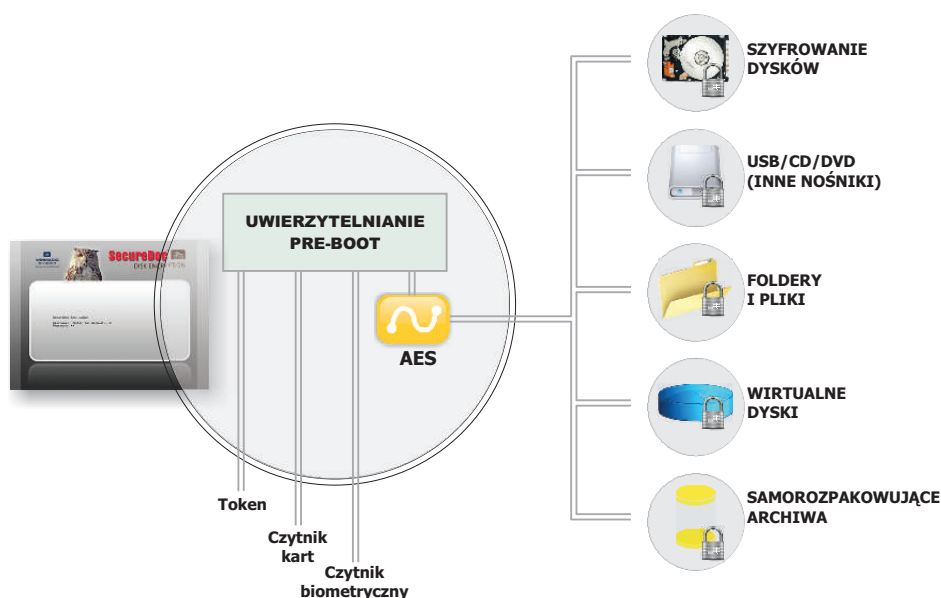 SZYFROWANIE
DYSKÓW
USB/CD/DVD
(INNE NOŚNIKI)
UWIERZYTELNIANIE
PRE-BOOT
SecureDoc
FOLDERY
I PLIKI
AES
WIRTUALNE
DYSKI
Token
SAMOROZPAKOWUJĄCE
ARCHIWA
Czytnik
kart
Czytnik
biometryczny